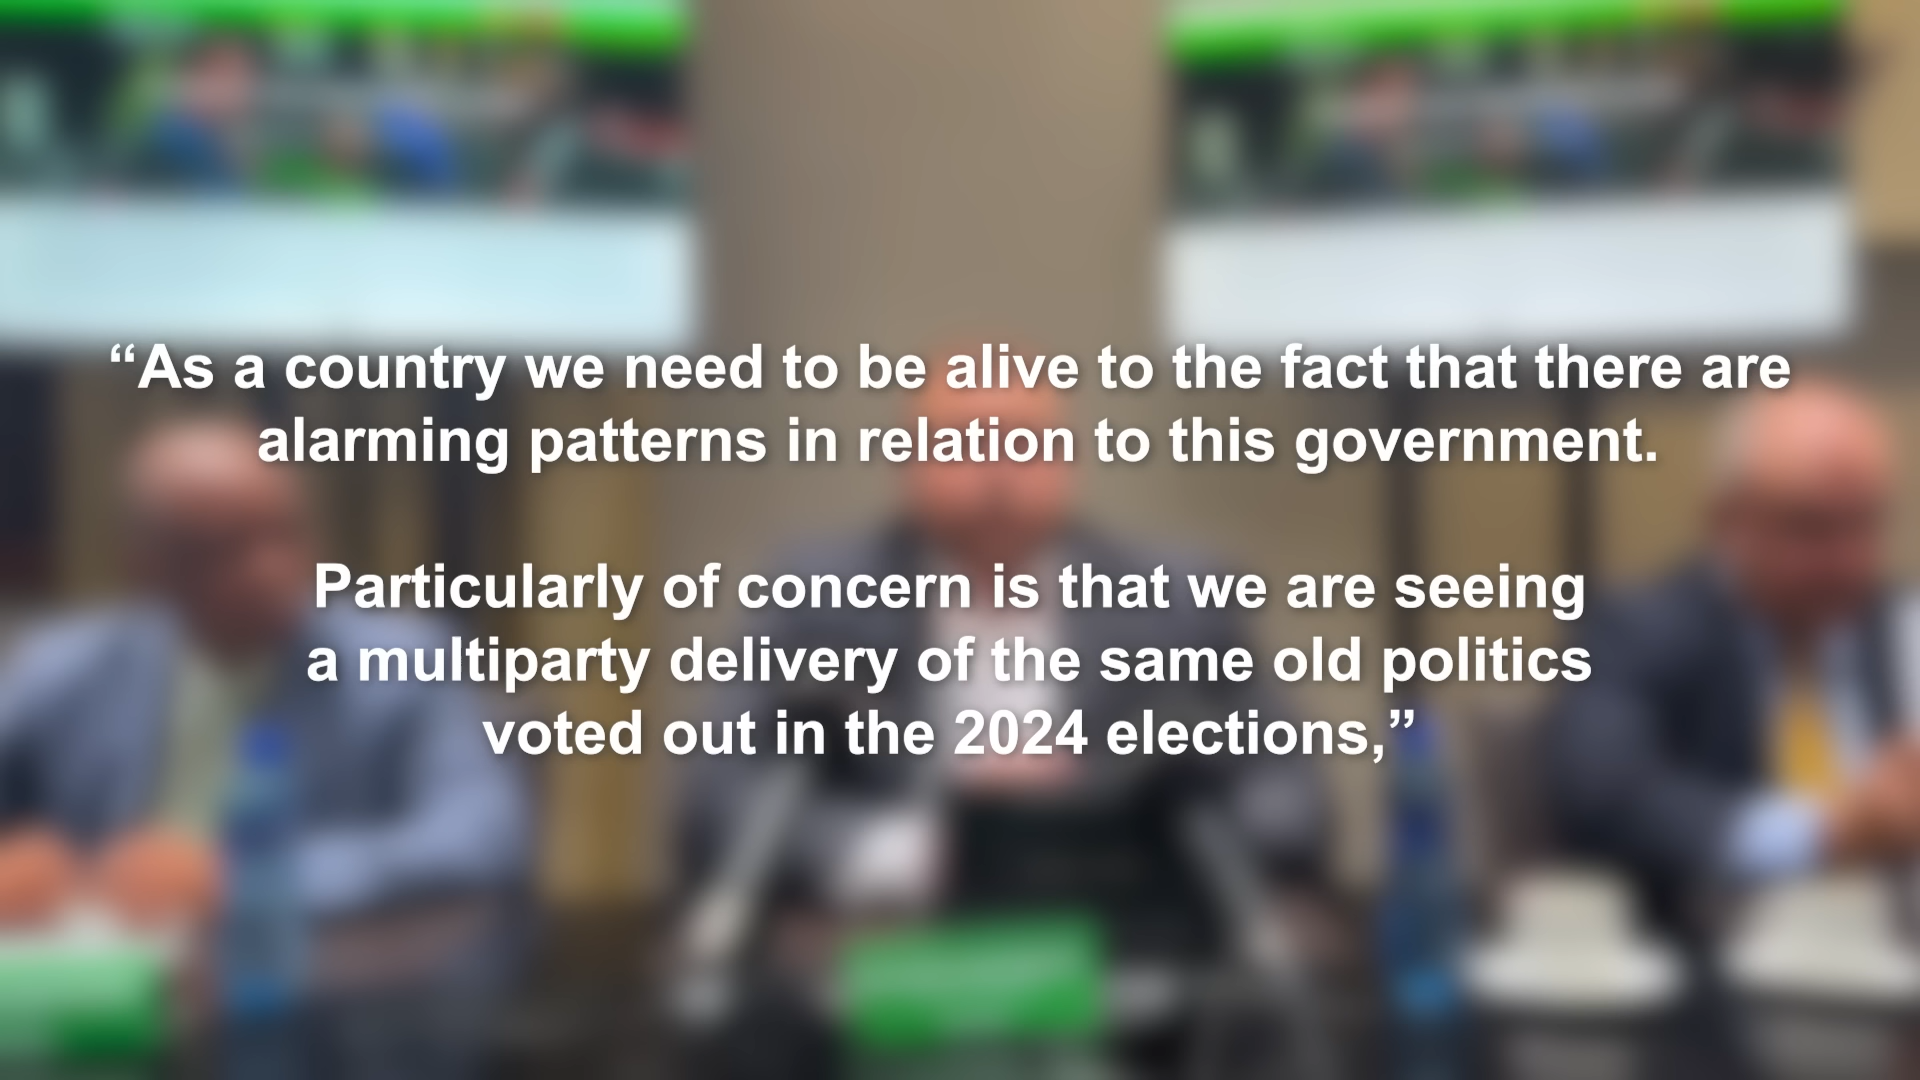 “As a country we need to be alive to the fact that there are
alarming patterns in relation to this government.
Particularly of concern is that we are seeing
a multiparty delivery of the same old politics
voted out in the 2024 elections,”